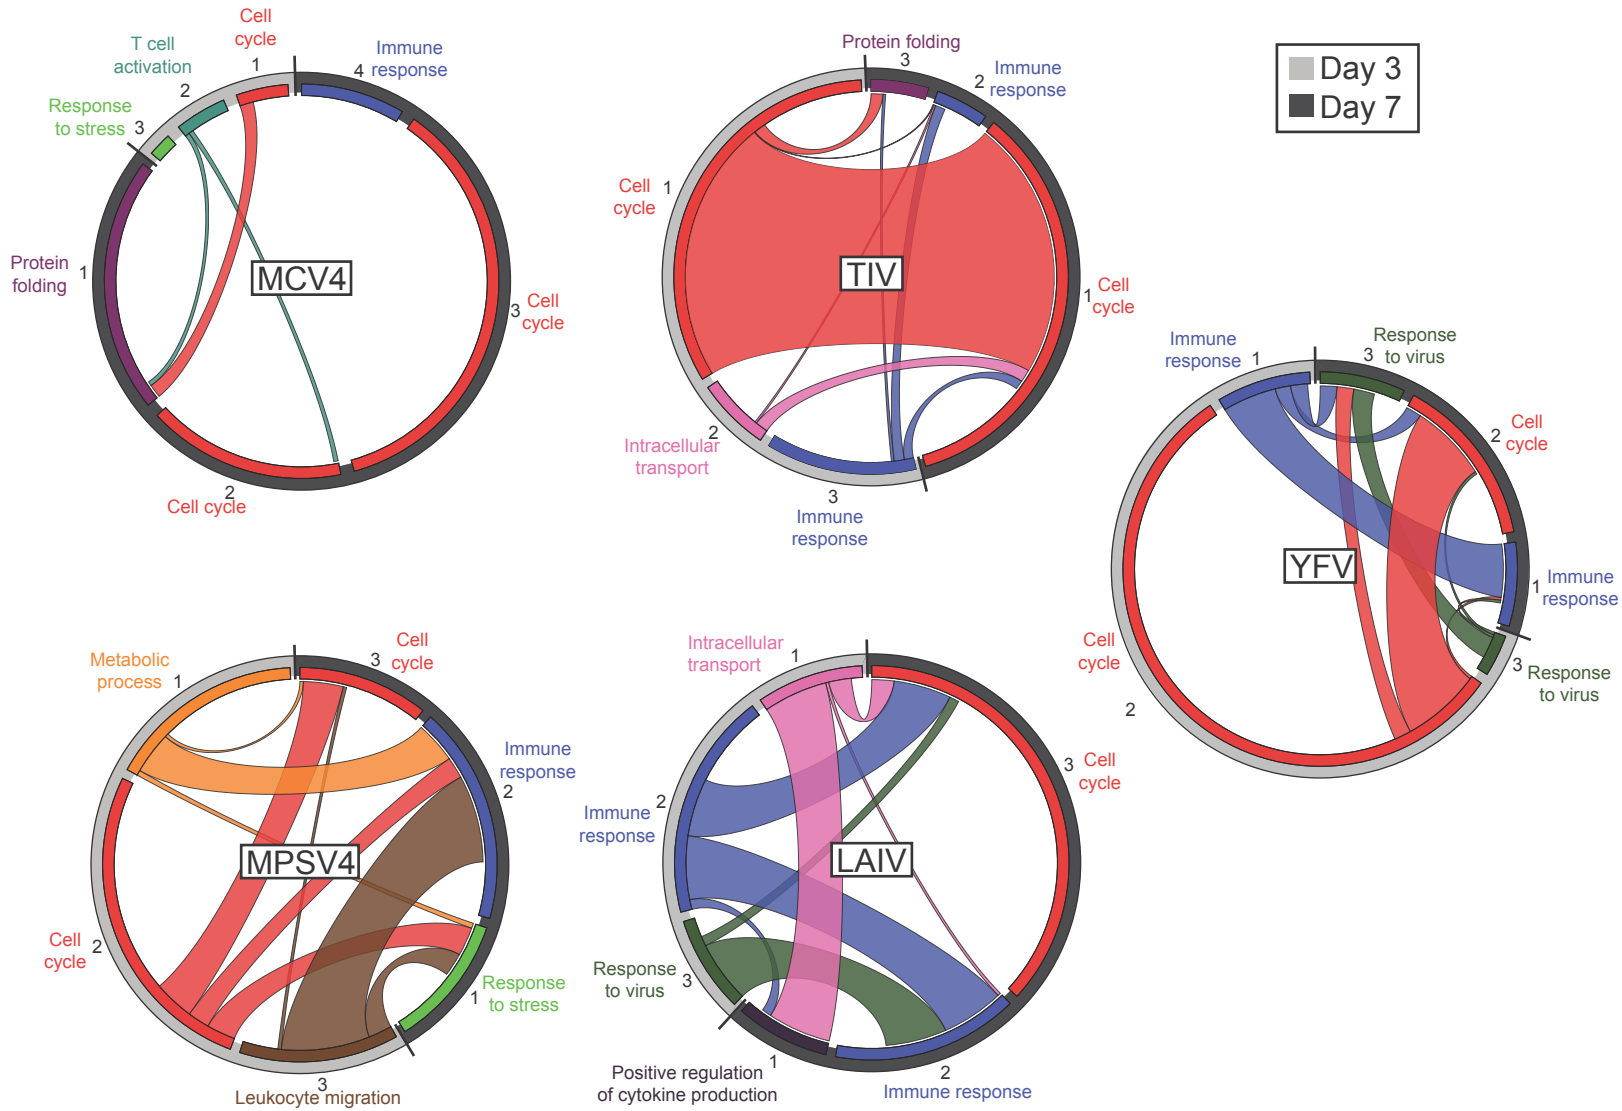 Cell
cycle
1
T cell
activation
2
Response
to stress
3
4
Immune
response
Protein
folding
1
MCV4
3
Cell
cycle
2
Cell cycle
Protein folding
3
2
Immune
response
Cell
cycle
1
TIV
1
Cell
cycle
Intracellular
transport
2
3
Immune
response
Day 3
Day 7
Immune
response
1
Response
to virus
3
2
Cell
cycle
YFV
1
Immune
response
3
Response
to virus
Cell
cycle
2
Metabolic
process
1
3
Cell
cycle
Immune
response
2
MPSV4
Cell
cycle
2
1
Response
to stress
3
Leukocyte migration
Intracellular
transport
1
3
Cell
cycle
2
Immune
response
LAIV
Response
to virus
3
1
Positive regulation
of cytokine production
2
Immune response